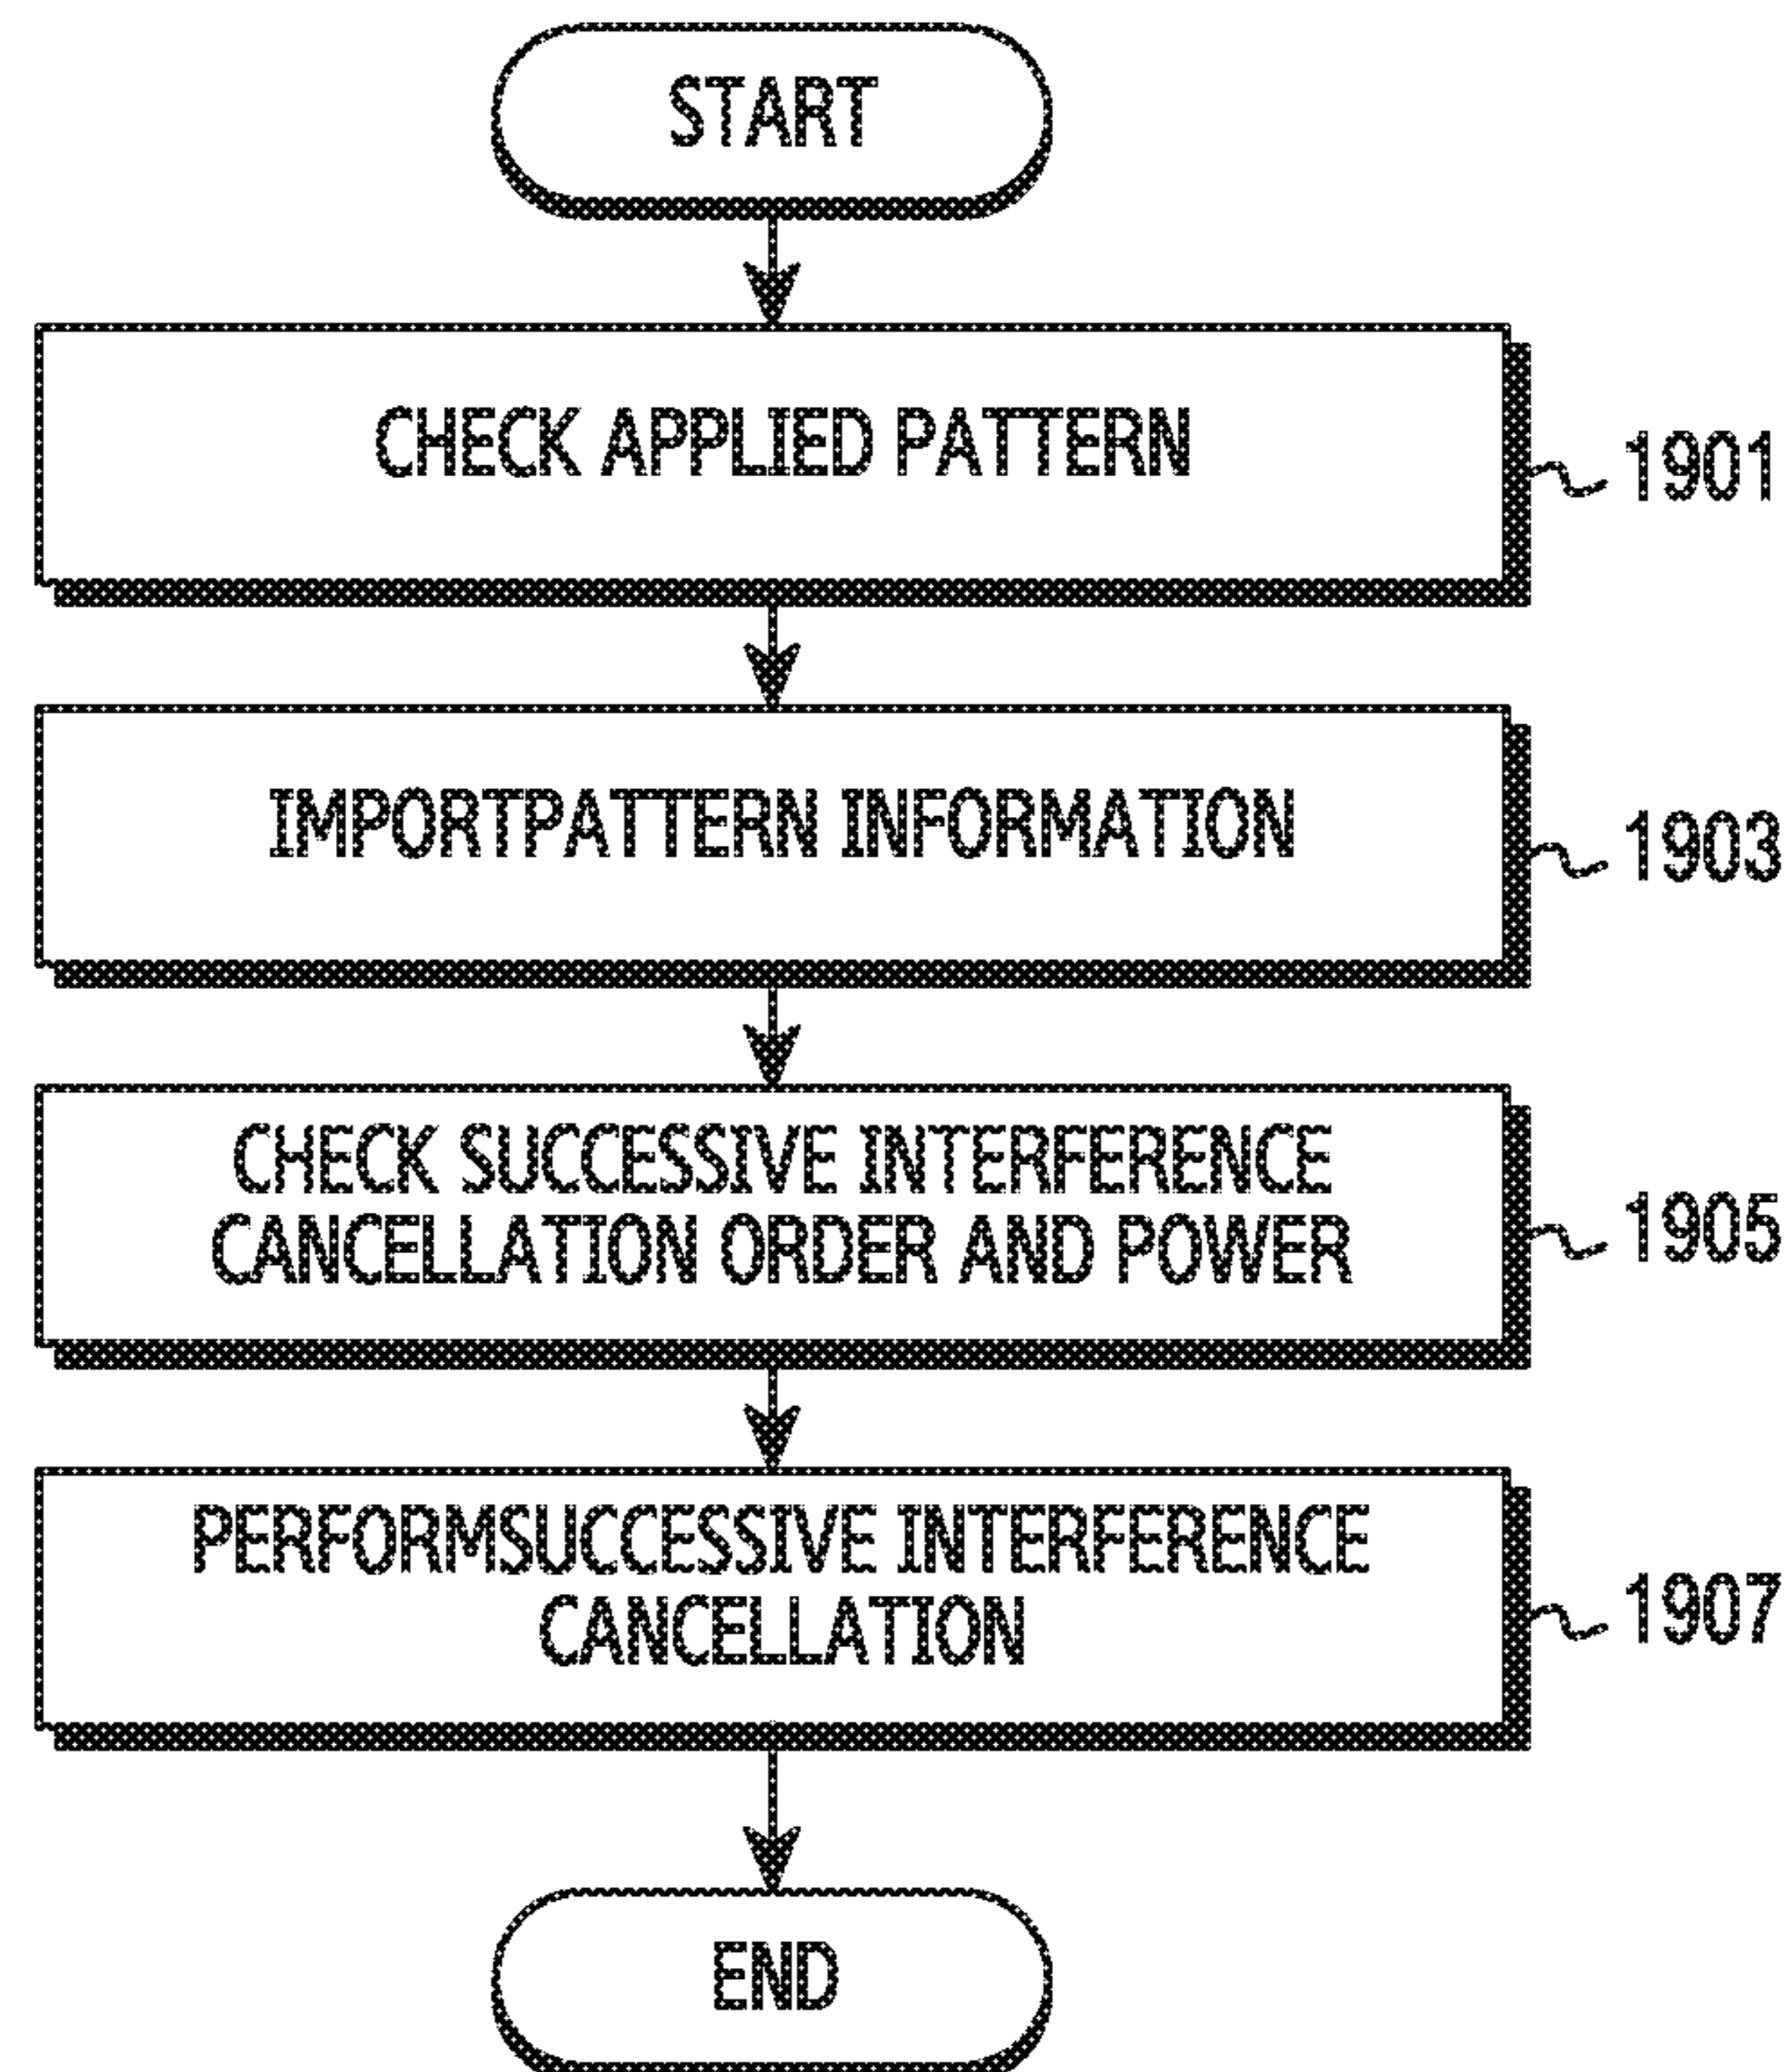 START
CHECK APPLIED PATTERN
1901
IMPORTPATTERN INFORMATION
1903
CHECK SUCCESSIVE INTERFERENCE
CANCELLATION ORDER AND POWER
1905
PERFORMSUCCESSIVE INTERFERENCE
CANCELLATION
1907
END